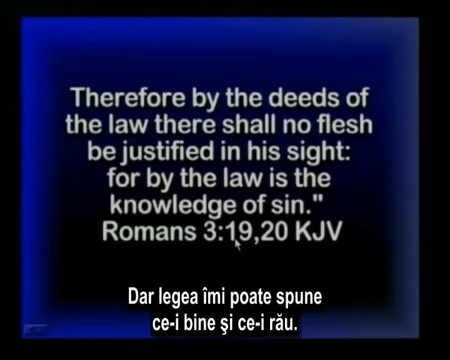 Therefore by the deeds of
the law there shall no flesh
be justified in his sight:
for by the law is the
knowledge of sin."
Romans 3:19,20 KJV
Dar legea îmi poate spune
ce-i bine şi ce-i rău.